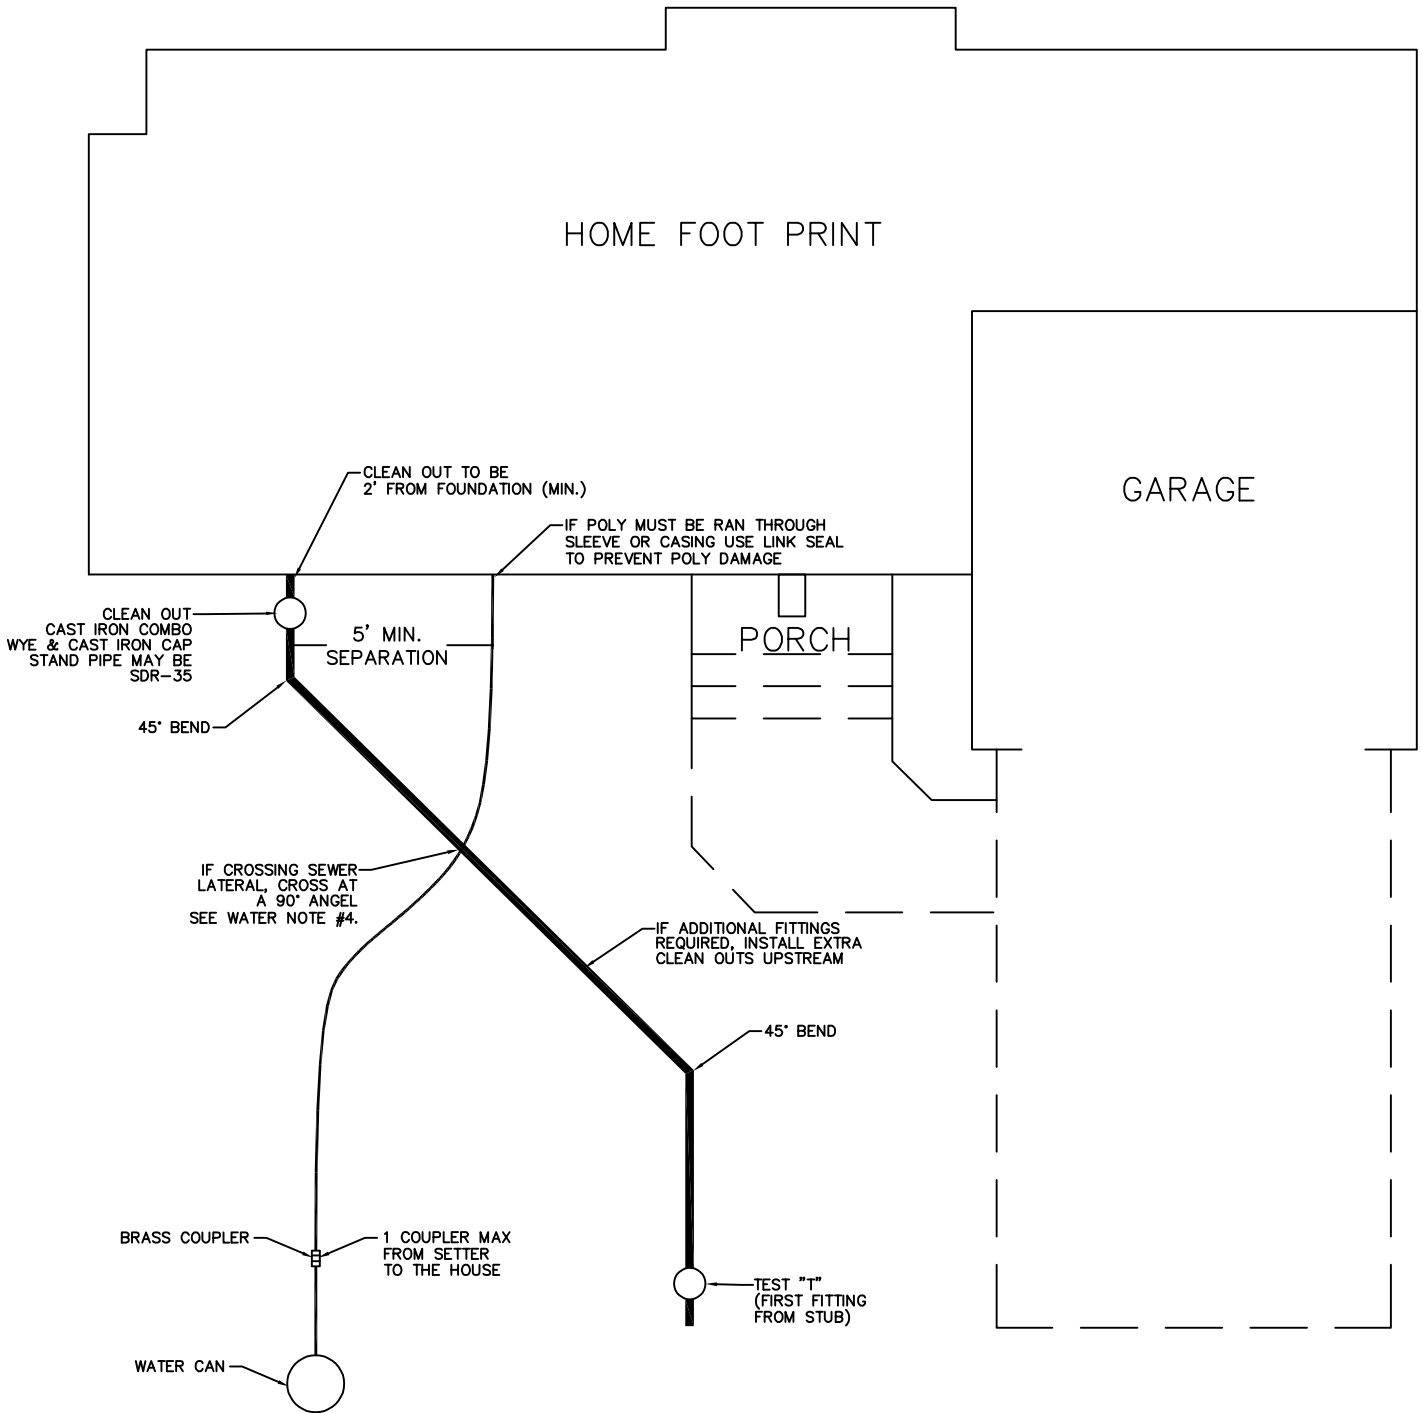 HOME FOOT PRINT
GARAGE
CLEAN OUT TO BE
2' FROM FOUNDATION (MIN.)
IF POLY MUST BE RAN THROUGH
SLEEVE OR CASING USE LINK SEAL
TO PREVENT POLY DAMAGE
CLEAN OUT
CAST IRON COMBO
WYE & CAST IRON CAP
STAND PIPE MAY BE
SDR-35
5' MIN.
SEPARATION
PORCH
45° BEND
IF CROSSING SEWER
LATERAL, CROSS AT
A 90° ANGEL
SEE WATER NOTE #4.
IF ADDITIONAL FITTINGS
REQUIRED, INSTALL EXTRA
CLEAN OUTS UPSTREAM
45° BEND
BRASS COUPLER
1 COUPLER MAX
FROM SETTER
TO THE HOUSE
TEST "T"
(FIRST FITTING
FROM STUB)
WATER CAN